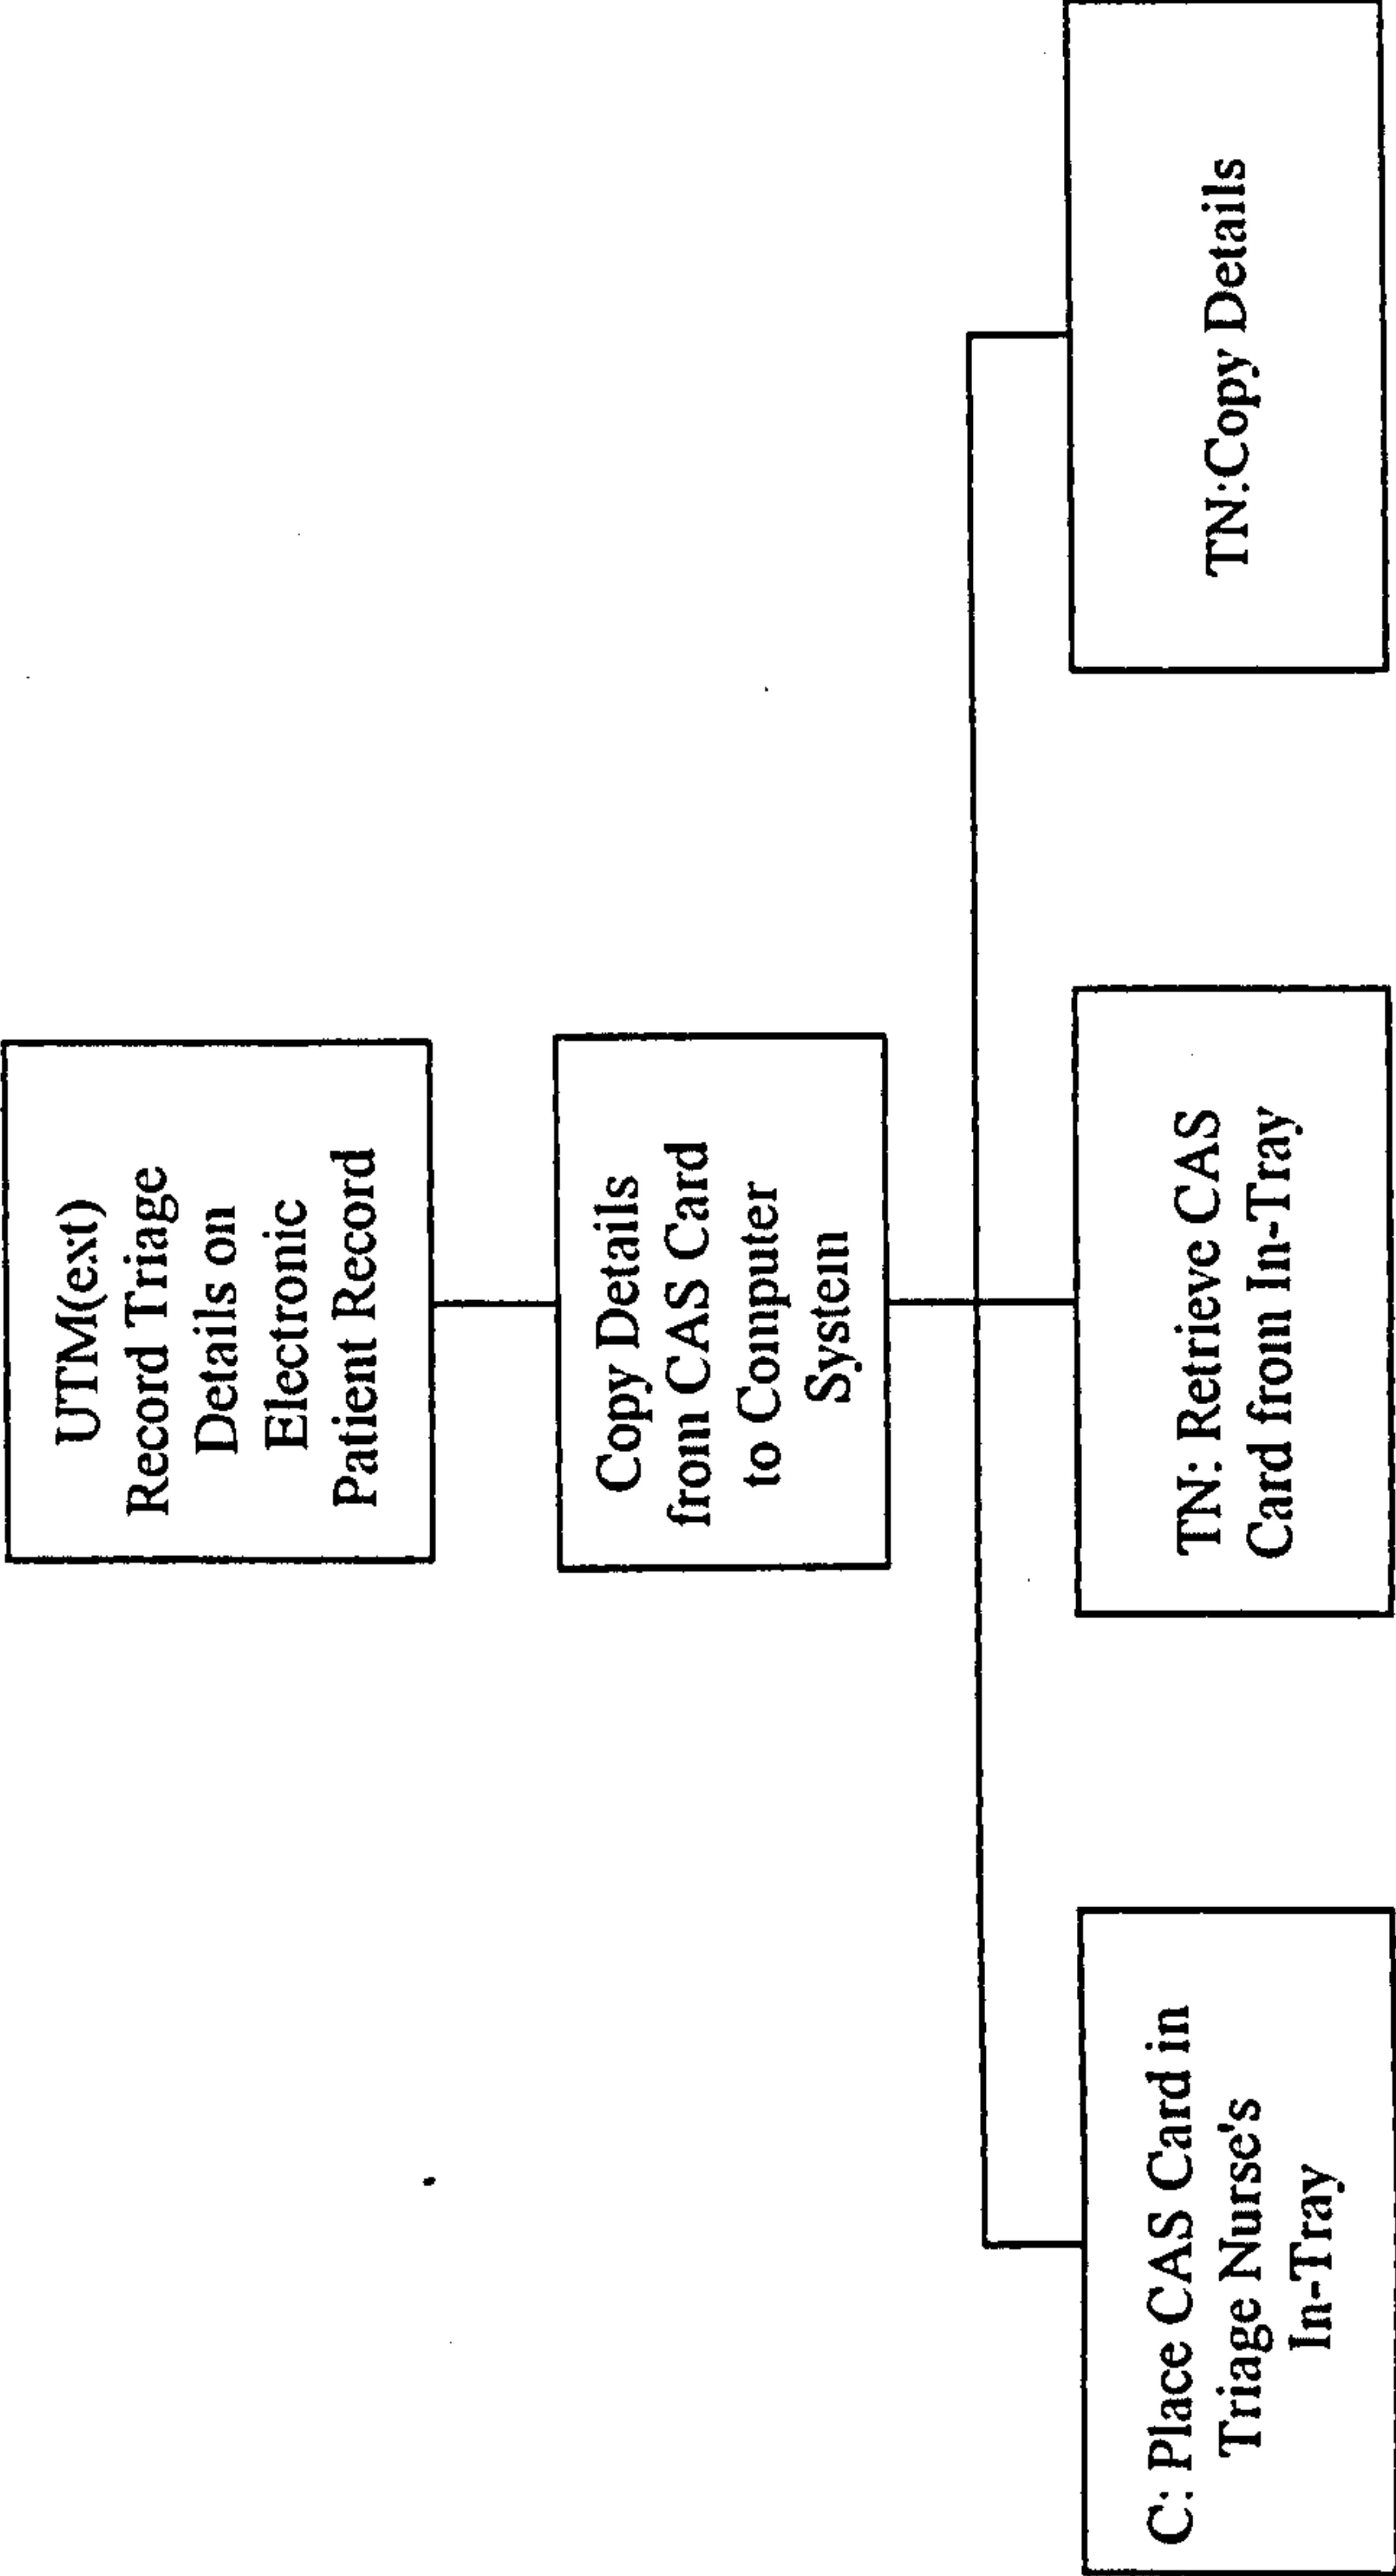 UTM(ext)
Record Triage
Details on
Electronic
Patient Record
Copy Details
from CAS Card
to Computer
System
C: Place CAS Card in
Triage Nurse's
In-Tray
TN: Retrieve CAS
Card from In-Tray
TN:Copy Details